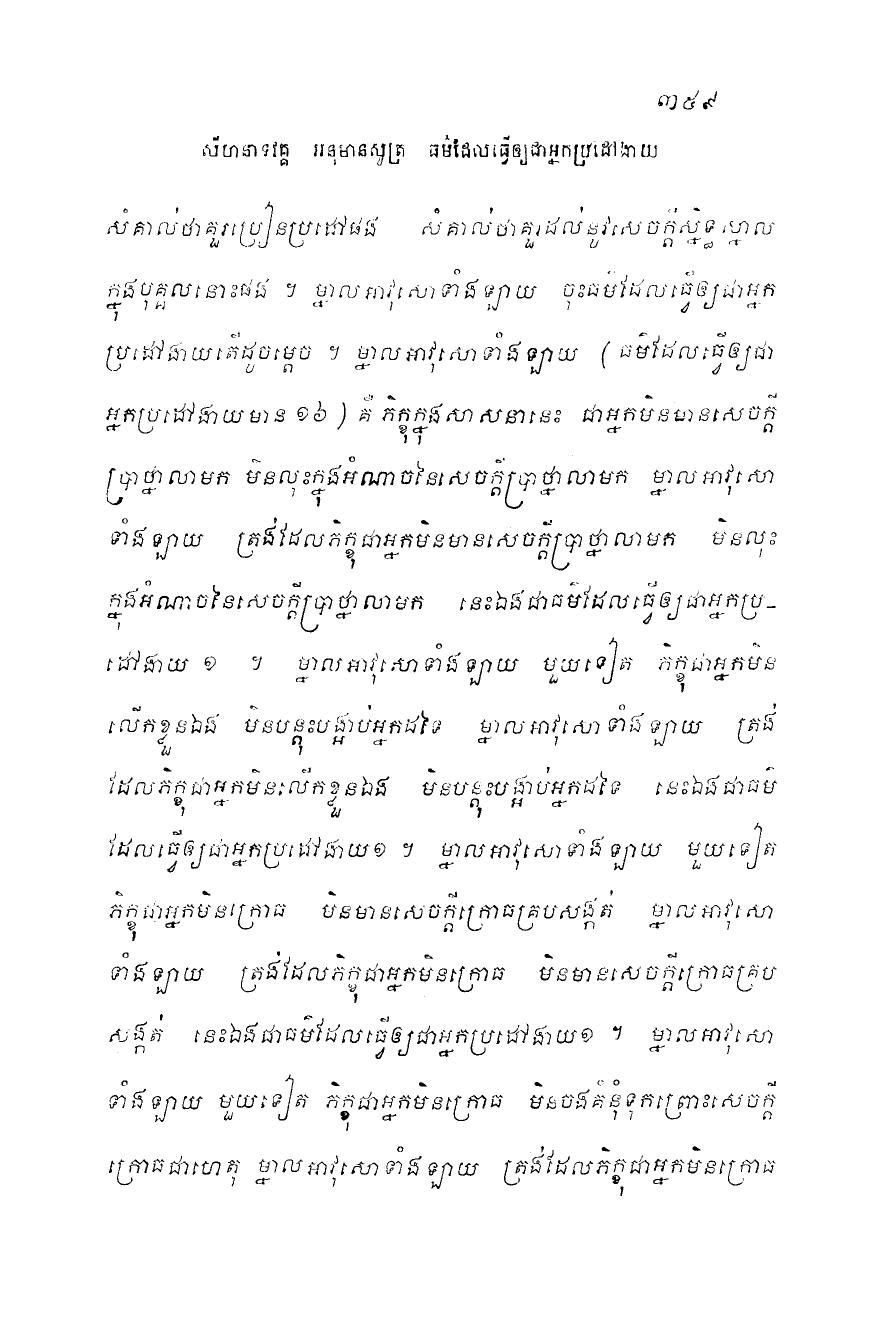 ៣៥៩
សីហនាទវគ្គ អនុមានសូត្រ ធម៌ដែលធ្វើឲ្យជាអ្នកប្រដៅងាយ
សំគាល់ថាគួរប្រៀនប្រដៅផង សំគាល់ថាគួរដល់នូវសេចក្តីស្និទ្ធស្នាល
ក្នុងបុគ្គលនោះផង ។ ម្នាលអាវុសោទាំងឡាយ ចុះធម៌ដែលធ្វើឲ្យជាអ្នក
ប្រដៅងាយតើដូចម្តេច ។ ម្នាលអាវុសោទាំងឡាយ ( ធម៌ដែលធ្វើឲ្យជា
អ្នកប្រដៅងាយមាន ១៦ ) គឺ ភិក្ខុក្នុងសាសនានេះ ជាអ្នកមិនមានសេចក្តី
ប្រាថ្នាលាមក មិនលុះក្នុងអំណាចនៃសេចក្តីប្រាថ្នាលាមក ម្នាលអាវុសោ
ទាំងឡាយ ត្រង់ដែលភិក្ខុជាអ្នកមិនមានសេចក្តីប្រាថ្នាលាមក មិនលុះ
ក្នុងអំណាចនៃសេចក្តីប្រាថ្នាលាមក នេះឯងជាធម៌ដែលធ្វើឲ្យជាអ្នកប្រ-
ដៅងាយ ១ ។ ម្នាលអាវុសោទាំងឡាយ មួយទៀត ភិក្ខុជាអ្នកមិន
លើកខ្លួនឯង មិនបន្តុះបង្អាប់អ្នកដទៃ ម្នាលអាវុសោទាំងឡាយ ត្រង់
ដែលភិក្ខុជាអ្នកមិនលើកខ្លួនឯង មិនបន្តុះបង្អាប់អ្នកដទៃ នេះឯងជាធម៌
ដែលធ្វើឲ្យជាអ្នកប្រដៅងាយ១ ។ ម្នាលអាវុសោទាំងឡាយ មួយទៀត
ភិក្ខុជាអ្នកមិនក្រោធ មិនមានសេចក្តីក្រោធគ្របសង្កត់ ម្នាលអាវុសោ
ទាំងឡាយ ត្រង់ដែលភិក្ខុជាអ្នកមិនក្រោធ មិនមានសេចក្តីក្រោធគ្រប
សង្កត់ នេះឯងជាធម៌ដែលធ្វើឲ្យជាអ្នកប្រដៅងាយ១ ។ ម្នាលអាវុសោ
ទាំងឡាយ មួយទៀត ភិក្ខុជាអ្នកមិនក្រោធ មិនចងគំនុំទុកព្រោះសេចក្តី
ក្រោធជាហេតុ ម្នាលអាវុសោទាំងឡាយ ត្រង់ដែលភិក្ខុជាអ្នកមិនក្រោធ